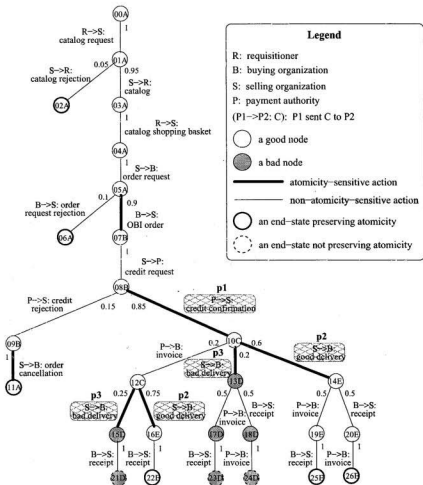 00A
R->S:
catalog request
1
01A
S->R:
catalog rejection
0.05
0.95
S->R:
catalog
02A
03A
1
R->S:
catalog shopping basket
04A
1
S->B:
order request
05A
B->S: order
request rejection
0.1
0.9
B->S:
OBI order
06A
07B
1
S->P:
credit request
08B
P->S: credit
rejection
0.15
0.85
p1
P->S:
credit confirmation
09B
1
S->B: order
cancellation
11A
10C
P->B:
invoice
0.2
p3
S->B:
bad delivery
0.2
0.6
p2
S->B:
good delivery
12C
13D
14E
p3
S->B:
bad delivery
0.25
0.75
p2
S->B:
good delivery
0.5
P->B:
invoice
0.5
B->S:
receipt
P->B:
invoice
0.5
0.5
B->S:
receipt
15D
16E
17D
18D
19E
20E
B->S:
receipt
1
B->S:
receipt
1
B->S:
receipt
1
P->B:
invoice
1
B->S:
receipt
1
P->B:
invoice
1
21D
22E
23D
24D
25E
26E
Legend
R: requisitioner
B: buying organization
S: selling organization
P: payment authority
(P1->P2: C): P1 sent C to P2
a good node
a bad node
atomicity-sensitive action
non-atomicity-sensitive action
an end-state preserving atomicity
an end-state not preserving atomicity